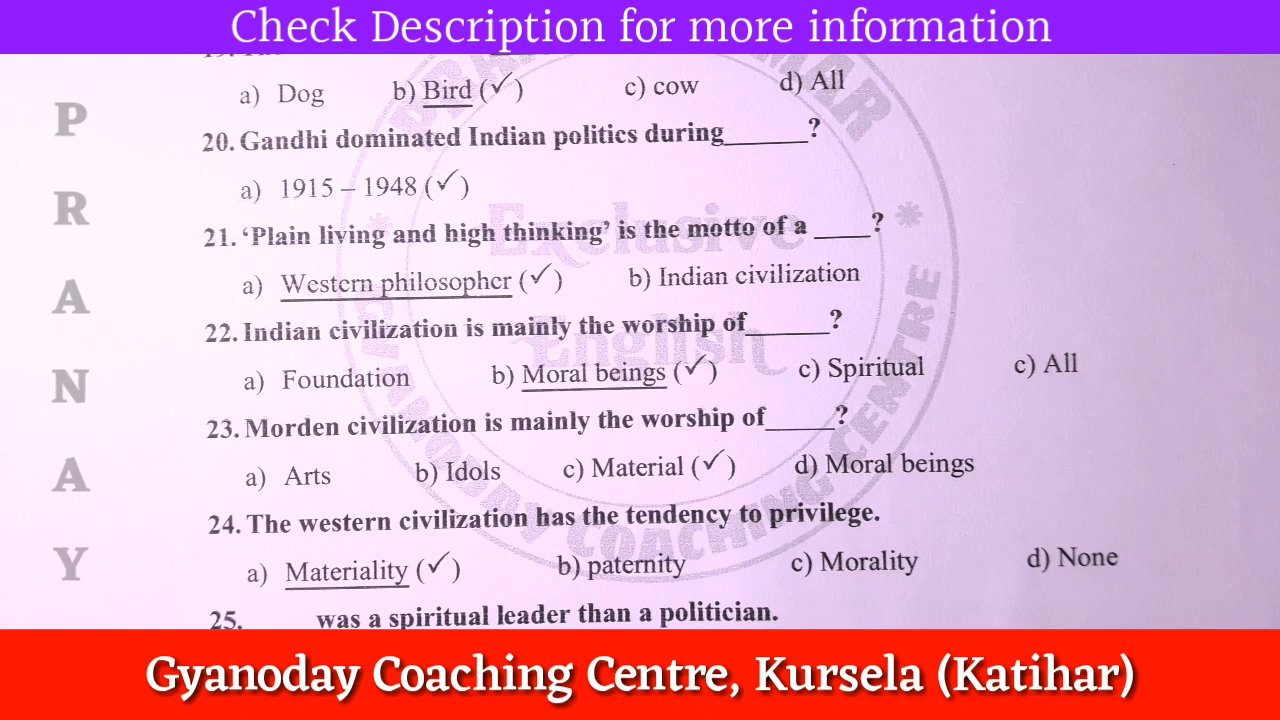 Check Description for more information
a) Dog b) Bird (✓) c) cow d) All
20. Gandhi dominated Indian politics during______?
a) 1915 – 1948 (✓)
21. ‘Plain living and high thinking’ is the motto of a ____?
a) Western philosopher (✓) b) Indian civilization
22. Indian civilization is mainly the worship of______?
a) Foundation b) Moral beings (✓) c) Spiritual c) All
23. Morden civilization is mainly the worship of_____?
a) Arts b) Idols c) Material (✓) d) Moral beings
24. The western civilization has the tendency to privilege.
a) Materiality (✓) b) paternity c) Morality d) None
25. _____ was a spiritual leader than a politician.
P
R
A
N
A
Y
Exclusive
English
COACHING CENTRE
Gyanoday Coaching Centre, Kursela (Katihar)